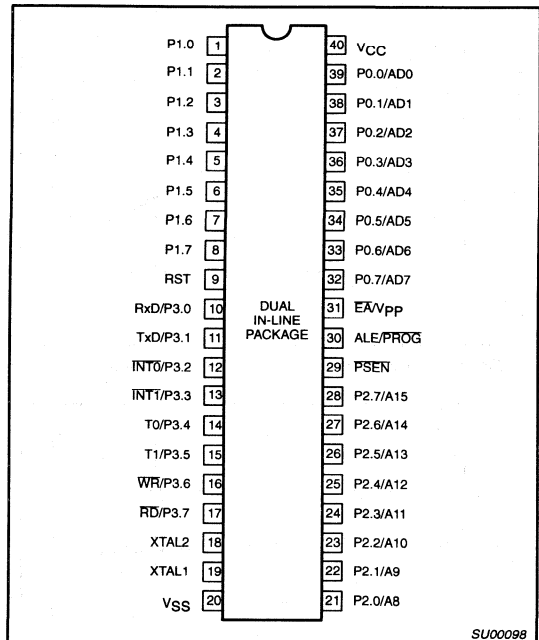 P1.0 1 40 VCC
P1.1 2 39 P0.0/AD0
P1.2 3 38 P0.1/AD1
P1.3 4 37 P0.2/AD2
P1.4 5 36 P0.3/AD3
P1.5 6 35 P0.4/AD4
P1.6 7 34 P0.5/AD5
P1.7 8 33 P0.6/AD6
RST 9 32 P0.7/AD7
RxD/P3.0 10 31 E̅A̅/VPP
DUAL
IN-LINE
PACKAGE
TxD/P3.1 11 30 ALE/P̅R̅O̅G̅
I̅N̅T̅0̅/P3.2 12 29 P̅S̅E̅N̅
I̅N̅T̅1̅/P3.3 13 28 P2.7/A15
T0/P3.4 14 27 P2.6/A14
T1/P3.5 15 26 P2.5/A13
W̅R̅/P3.6 16 25 P2.4/A12
R̅D̅/P3.7 17 24 P2.3/A11
XTAL2 18 23 P2.2/A10
XTAL1 19 22 P2.1/A9
VSS 20 21 P2.0/A8
SU00098